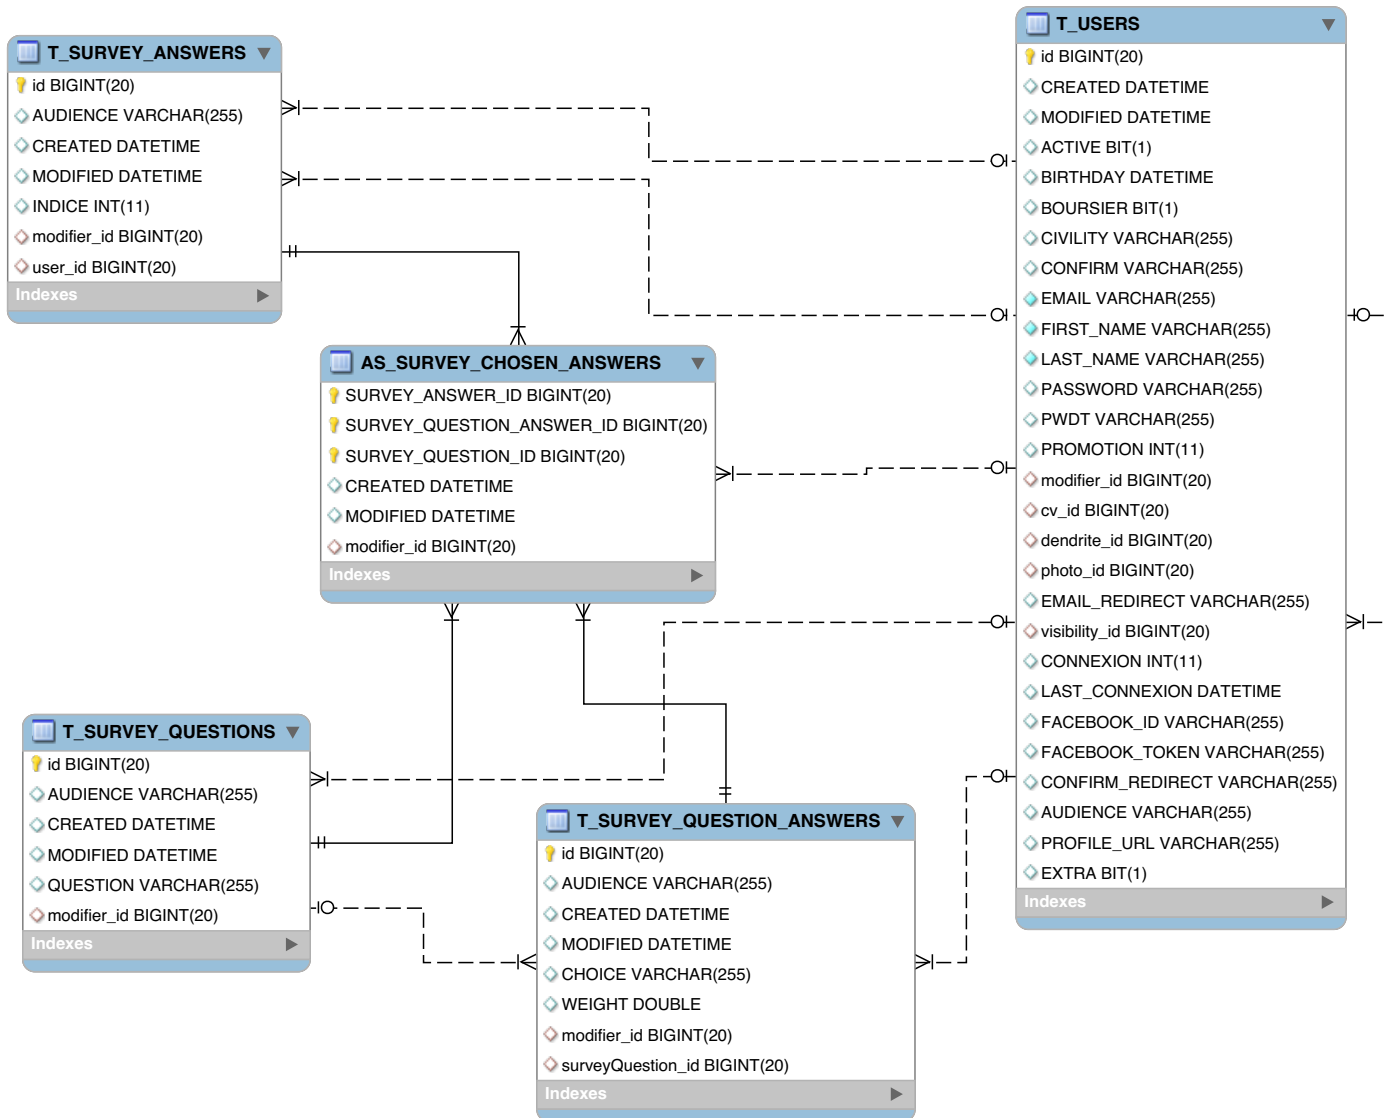 T_SURVEY_ANSWERS
id BIGINT(20)
AUDIENCE VARCHAR(255)
CREATED DATETIME
MODIFIED DATETIME
INDICE INT(11)
modifier_id BIGINT(20)
user_id BIGINT(20)
Indexes
AS_SURVEY_CHOSEN_ANSWERS
SURVEY_ANSWER_ID BIGINT(20)
SURVEY_QUESTION_ANSWER_ID BIGINT(20)
SURVEY_QUESTION_ID BIGINT(20)
CREATED DATETIME
MODIFIED DATETIME
modifier_id BIGINT(20)
Indexes
T_SURVEY_QUESTIONS
id BIGINT(20)
AUDIENCE VARCHAR(255)
CREATED DATETIME
MODIFIED DATETIME
QUESTION VARCHAR(255)
modifier_id BIGINT(20)
Indexes
T_SURVEY_QUESTION_ANSWERS
id BIGINT(20)
AUDIENCE VARCHAR(255)
CREATED DATETIME
MODIFIED DATETIME
CHOICE VARCHAR(255)
WEIGHT DOUBLE
modifier_id BIGINT(20)
surveyQuestion_id BIGINT(20)
Indexes
T_USERS
id BIGINT(20)
CREATED DATETIME
MODIFIED DATETIME
ACTIVE BIT(1)
BIRTHDAY DATETIME
BOURSIER BIT(1)
CIVILITY VARCHAR(255)
CONFIRM VARCHAR(255)
EMAIL VARCHAR(255)
FIRST_NAME VARCHAR(255)
LAST_NAME VARCHAR(255)
PASSWORD VARCHAR(255)
PWDT VARCHAR(255)
PROMOTION INT(11)
modifier_id BIGINT(20)
cv_id BIGINT(20)
dendrite_id BIGINT(20)
photo_id BIGINT(20)
EMAIL_REDIRECT VARCHAR(255)
visibility_id BIGINT(20)
CONNEXION INT(11)
LAST_CONNEXION DATETIME
FACEBOOK_ID VARCHAR(255)
FACEBOOK_TOKEN VARCHAR(255)
CONFIRM_REDIRECT VARCHAR(255)
AUDIENCE VARCHAR(255)
PROFILE_URL VARCHAR(255)
EXTRA BIT(1)
Indexes